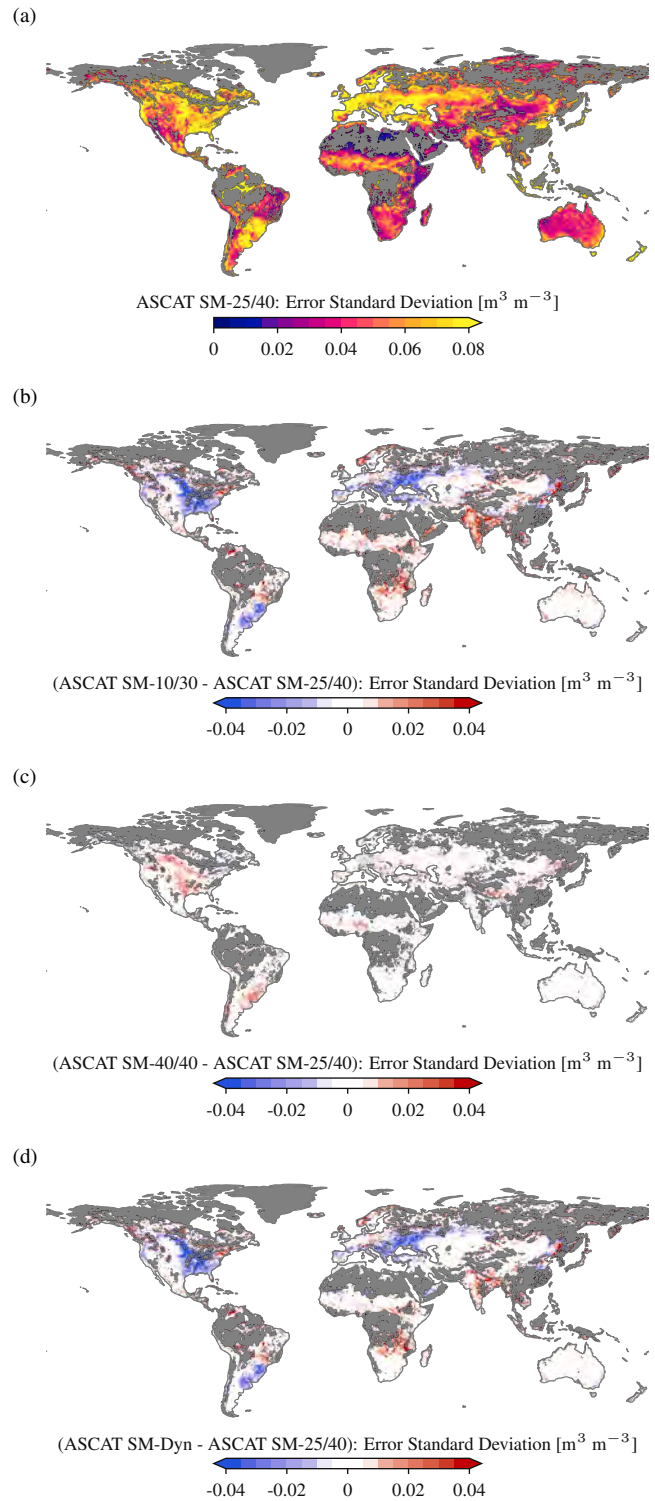 (a)
ASCAT SM-25/40: Error Standard Deviation [m³ m⁻³]
0 0.02 0.04 0.06 0.08
(b)
(ASCAT SM-10/30 - ASCAT SM-25/40): Error Standard Deviation [m³ m⁻³]
-0.04 -0.02 0 0.02 0.04
(c)
(ASCAT SM-40/40 - ASCAT SM-25/40): Error Standard Deviation [m³ m⁻³]
-0.04 -0.02 0 0.02 0.04
(d)
(ASCAT SM-Dyn - ASCAT SM-25/40): Error Standard Deviation [m³ m⁻³]
-0.04 -0.02 0 0.02 0.04